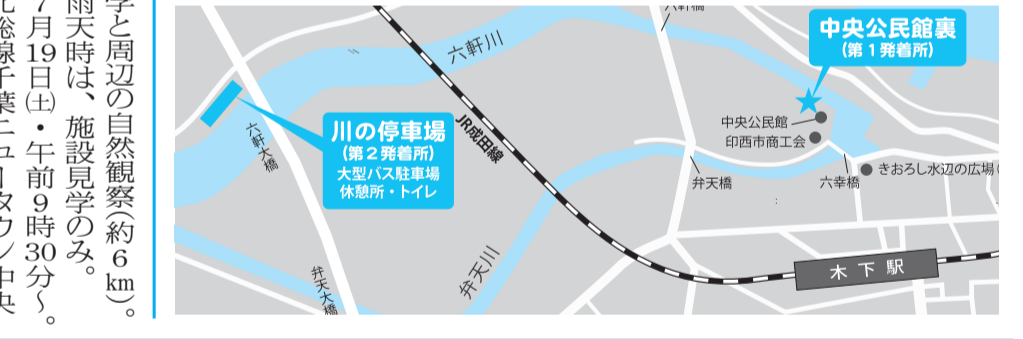 学と周辺の自然観察(約6km)。
雨天時は、施設見学のみ。
7月19日(土)・午前9時30分〜。
総線千葉ニュータウン中央
六軒川
六軒大橋
川の停車場
(第2発着所)
大型バス駐車場
休憩所・トイレ
JR成田線
弁天大橋
弁天川
六軒橋
中央公民館裏
(第1発着所)
中央公民館
印西市商工会
弁天橋
六幸橋
きおろし水辺の広場(
木下駅